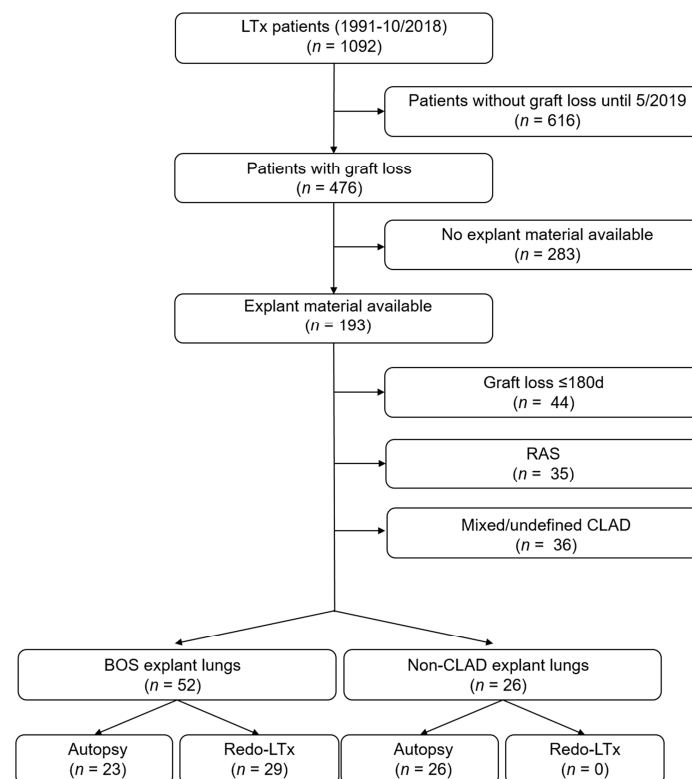 LTx patients (1991-10/2018)
(n = 1092)
Patients without graft loss until 5/2019
(n = 616)
Patients with graft loss
(n = 476)
No explant material available
(n = 283)
Explant material available
(n = 193)
Graft loss ≤180d
(n = 44)
RAS
(n = 35)
Mixed/undefined CLAD
(n = 36)
BOS explant lungs
(n = 52)
Non-CLAD explant lungs
(n = 26)
Autopsy
(n = 23)
Redo-LTx
(n = 29)
Autopsy
(n = 26)
Redo-LTx
(n = 0)